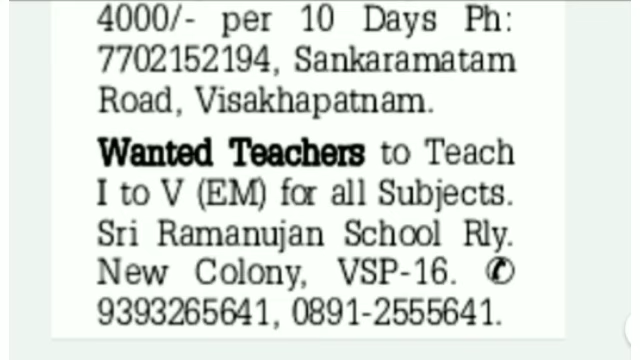 4000/- per 10 Days Ph:
7702152194, Sankaramatam
Road, Visakhapatnam.
Wanted Teachers to Teach
I to V (EM) for all Subjects.
Sri Ramanujan School Rly.
New Colony, VSP-16. ✆
9393265641, 0891-2555641.